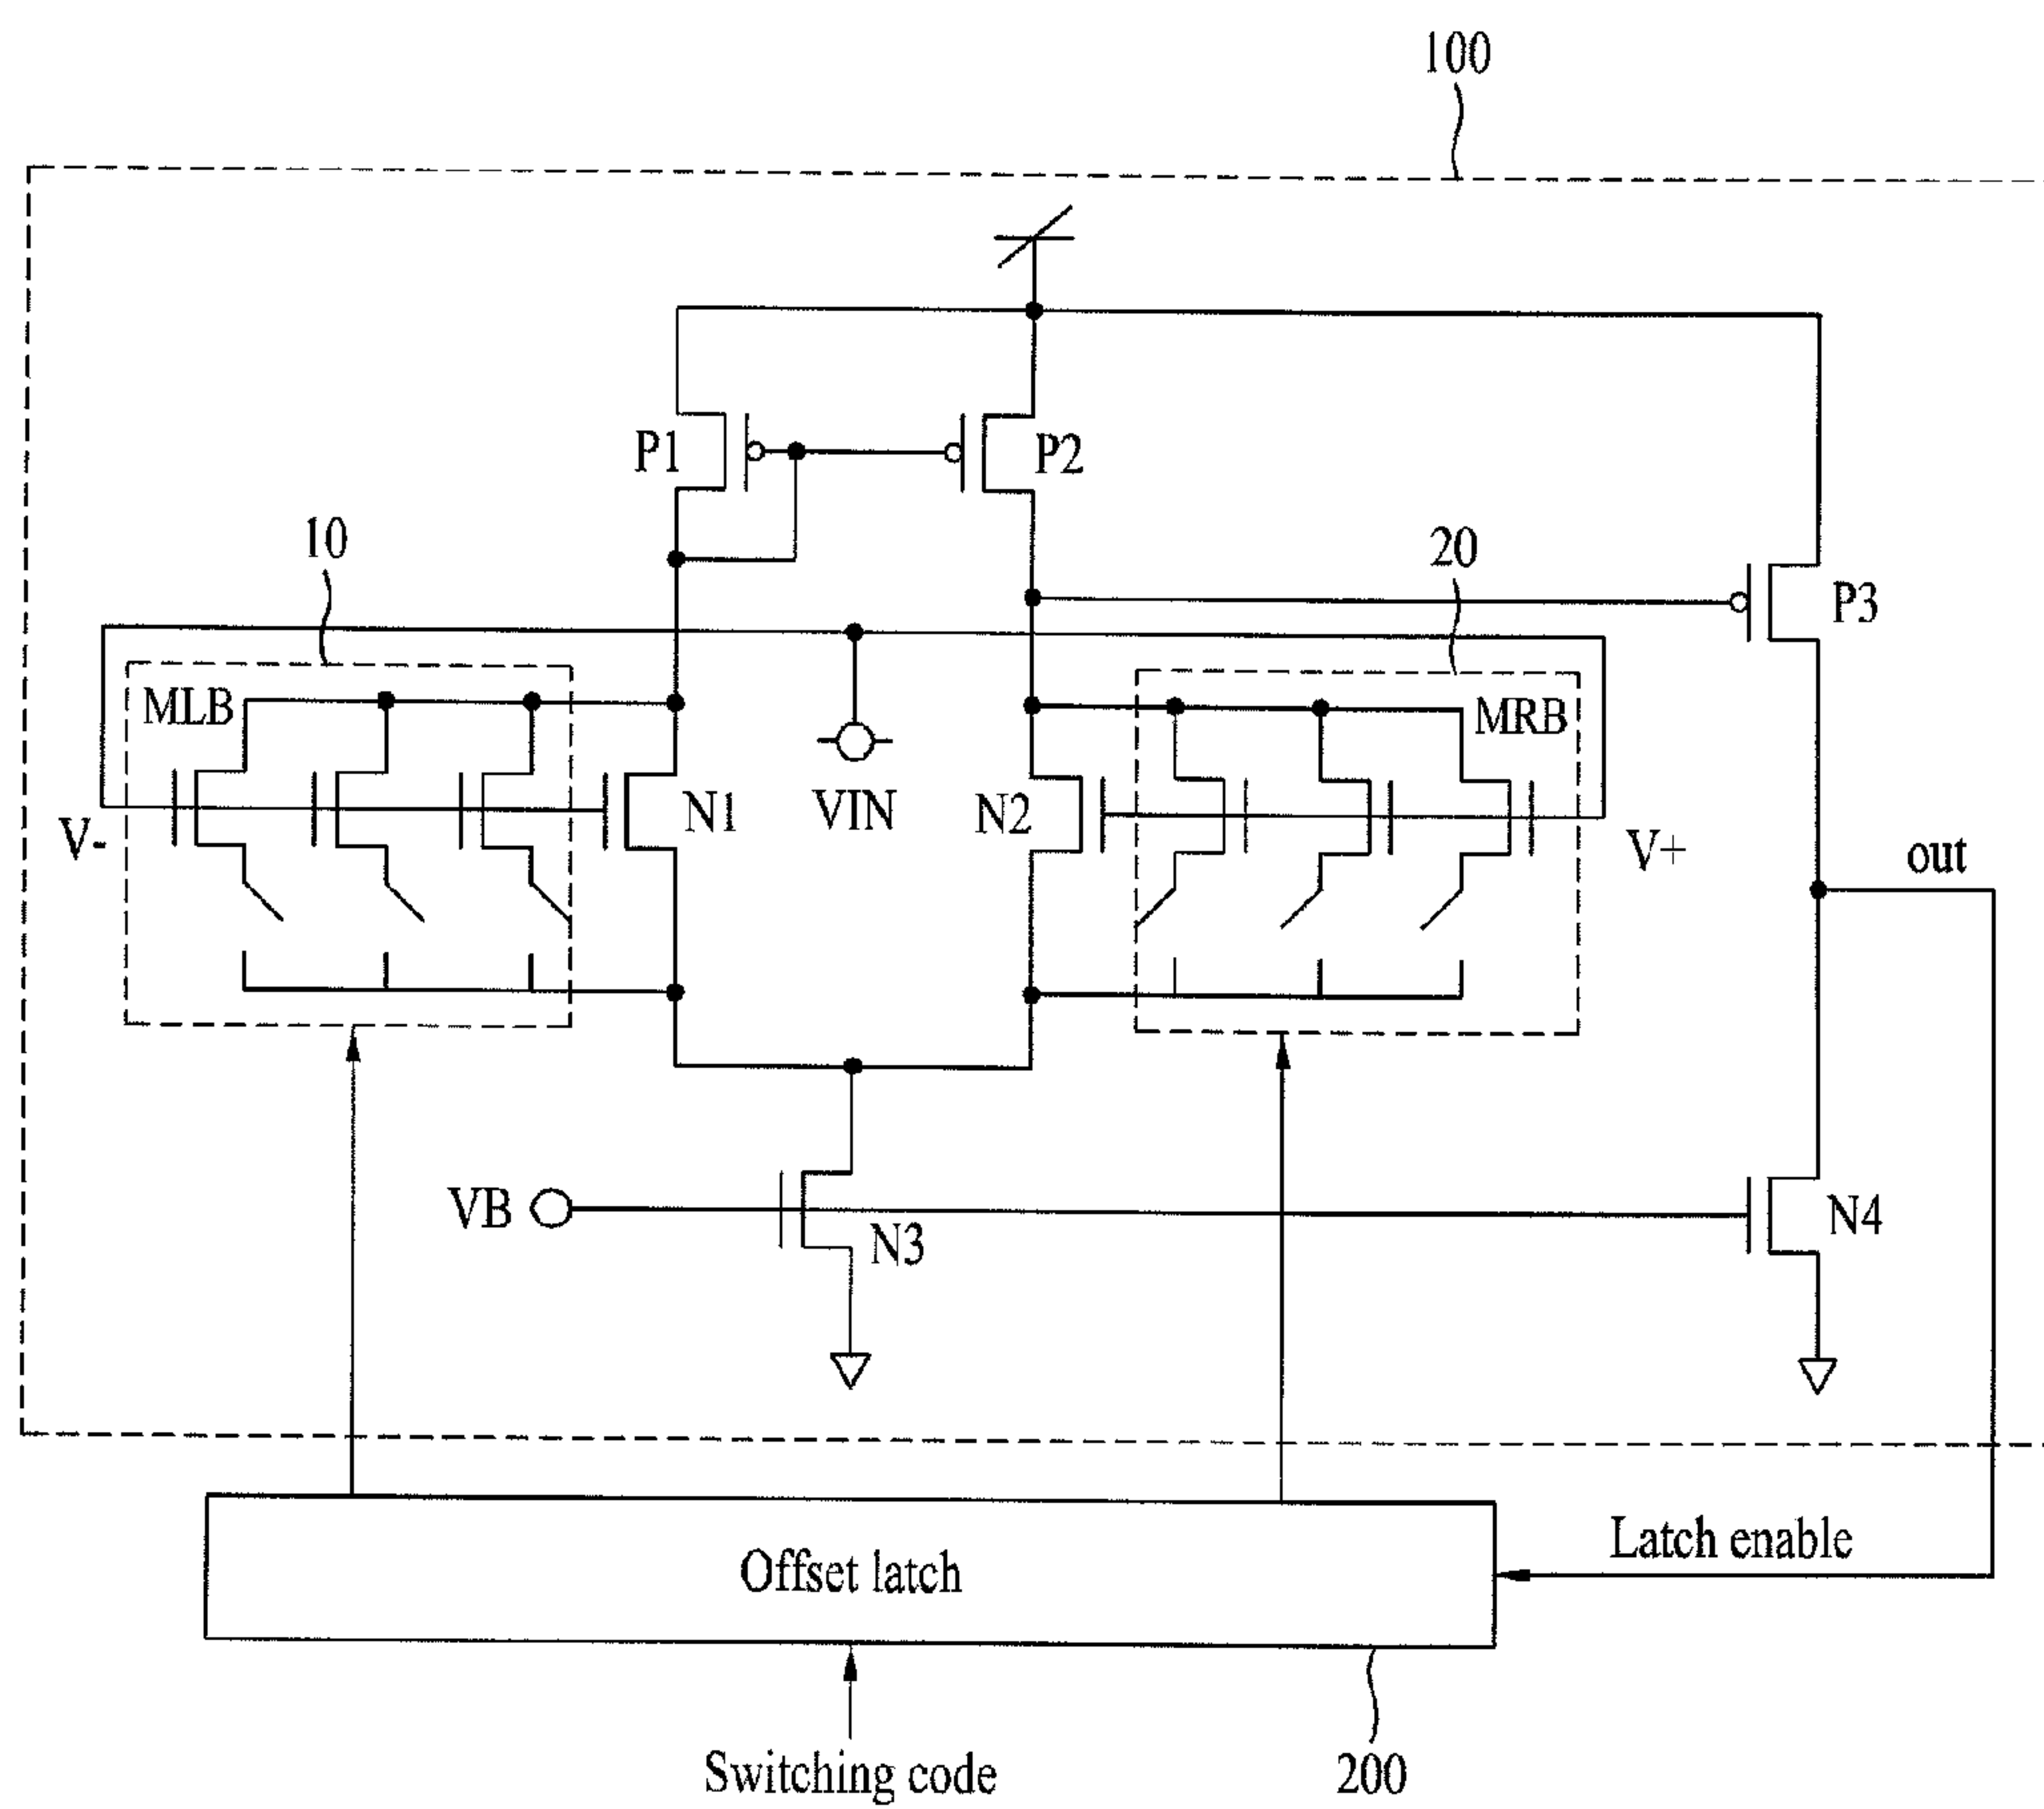 100
P1
P2
10
20
P3
MLB
MRB
V-
N1
VIN
N2
V+
out
VB
N3
N4
Offset latch
Latch enable
Switching code
200